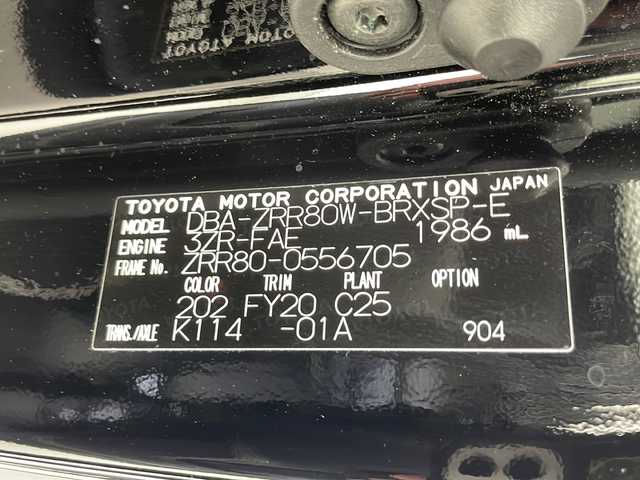 TOYOTA MOTOR CORPORATION JAPAN
MODEL DBA-ZRR80W-BRXSP-E
ENGINE 3ZR-FAE 1986 mL
FRAME No. ZRR80-0556705
COLOR TRIM PLANT OPTION
202 FY20 C25
TRANS./AXLE K114 -01A 904